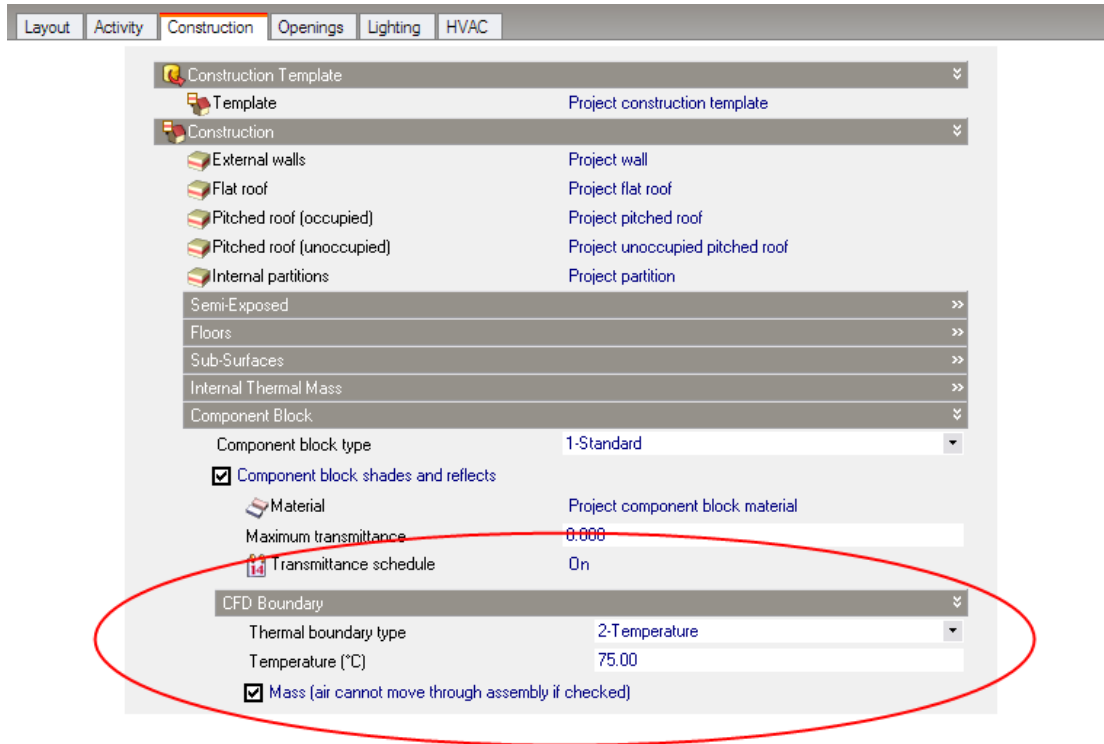 Layout Activity Construction Openings Lighting HVAC
Construction Template
Template Project construction template
Construction
External walls Project wall
Flat roof Project flat roof
Pitched roof (occupied) Project pitched roof
Pitched roof (unoccupied) Project unoccupied pitched roof
Internal partitions Project partition
Semi-Exposed
Floors
Sub-Surfaces
Internal Thermal Mass
Component Block
Component block type 1-Standard
Component block shades and reflects
Material Project component block material
Maximum transmittance 0.000
14 Transmittance schedule On
CFD Boundary
Thermal boundary type 2-Temperature
Temperature (°C) 75.00
Mass (air cannot move through assembly if checked)